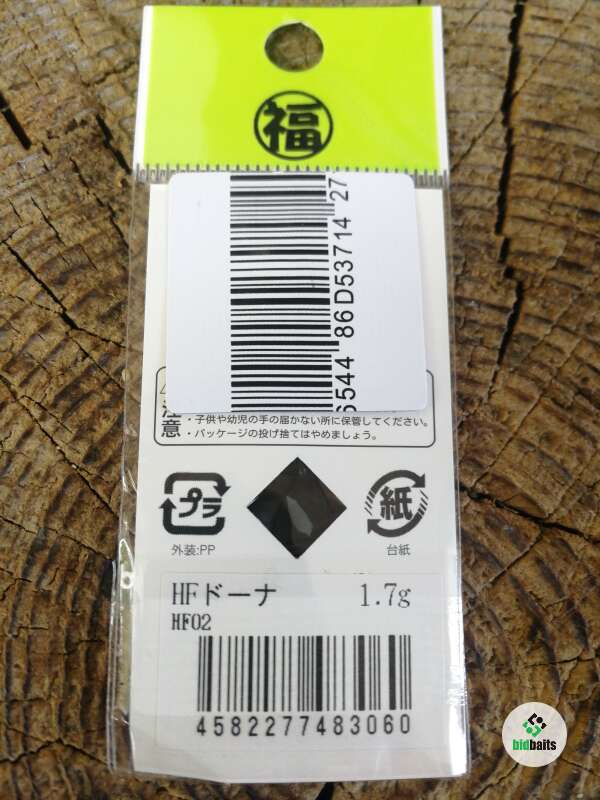 福
6544 86D53714 27
注意
・子供や幼児の手の届かない所に保管してください。
・パッケージの投げ捨てはやめましょう。
プラ
紙
外装:PP
台紙
HFドーナ 1.7g
HF02
4582277483060
bidbaits